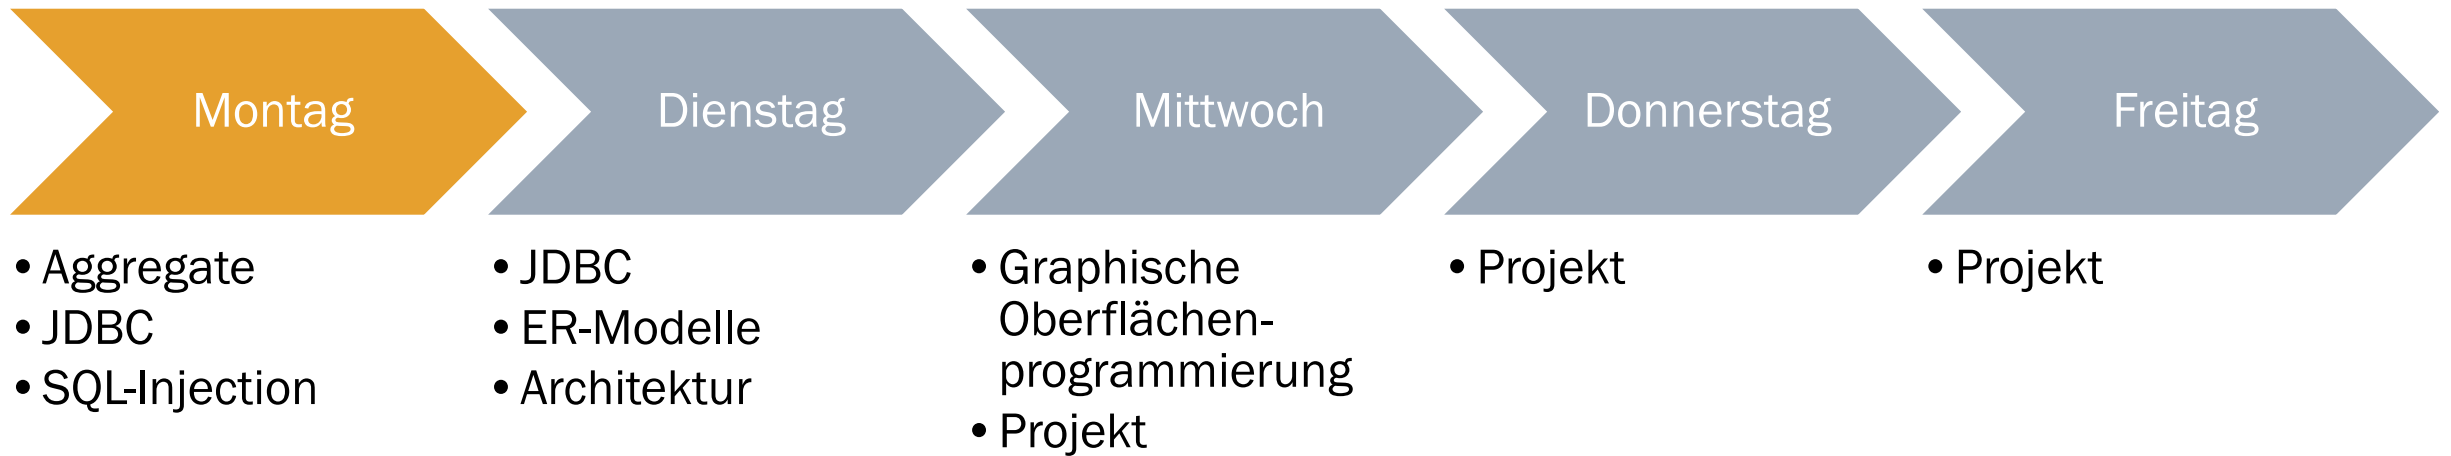 Montag
Dienstag
Mittwoch
Donnerstag
Freitag
• Aggregate
• JDBC
• SQL-Injection
• JDBC
• ER-Modelle
• Architektur
• Graphische
Oberflächen-
programmierung
• Projekt
• Projekt
• Projekt